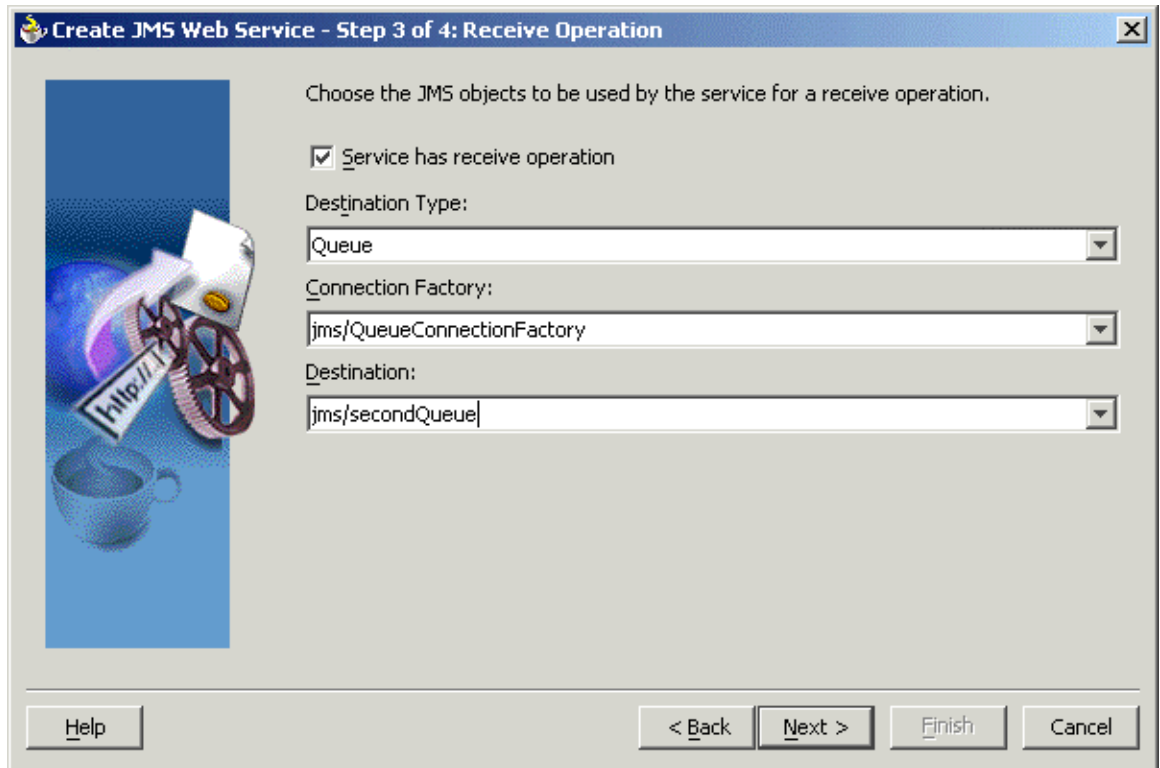 Create JMS Web Service - Step 3 of 4: Receive Operation
Choose the JMS objects to be used by the service for a receive operation.
Service has receive operation
Destination Type:
Queue
Connection Factory:
jms/QueueConnectionFactory
Destination:
jms/secondQueue
http://
Help
< Back
Next >
Finish
Cancel